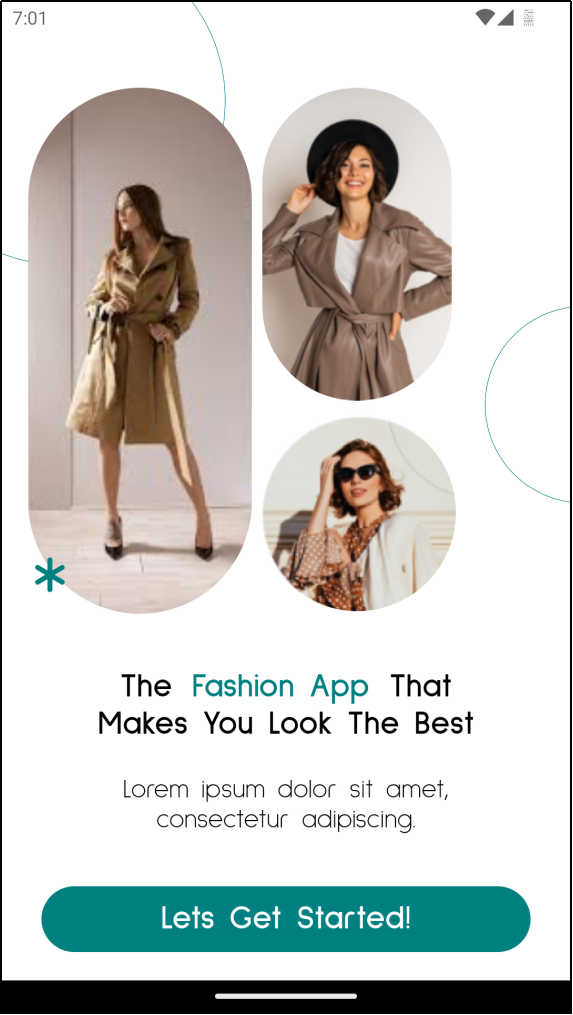 7:01
The Fashion App That
Makes You Look The Best
Lorem ipsum dolor sit amet,
consectetur adipiscing.
Lets Get Started!